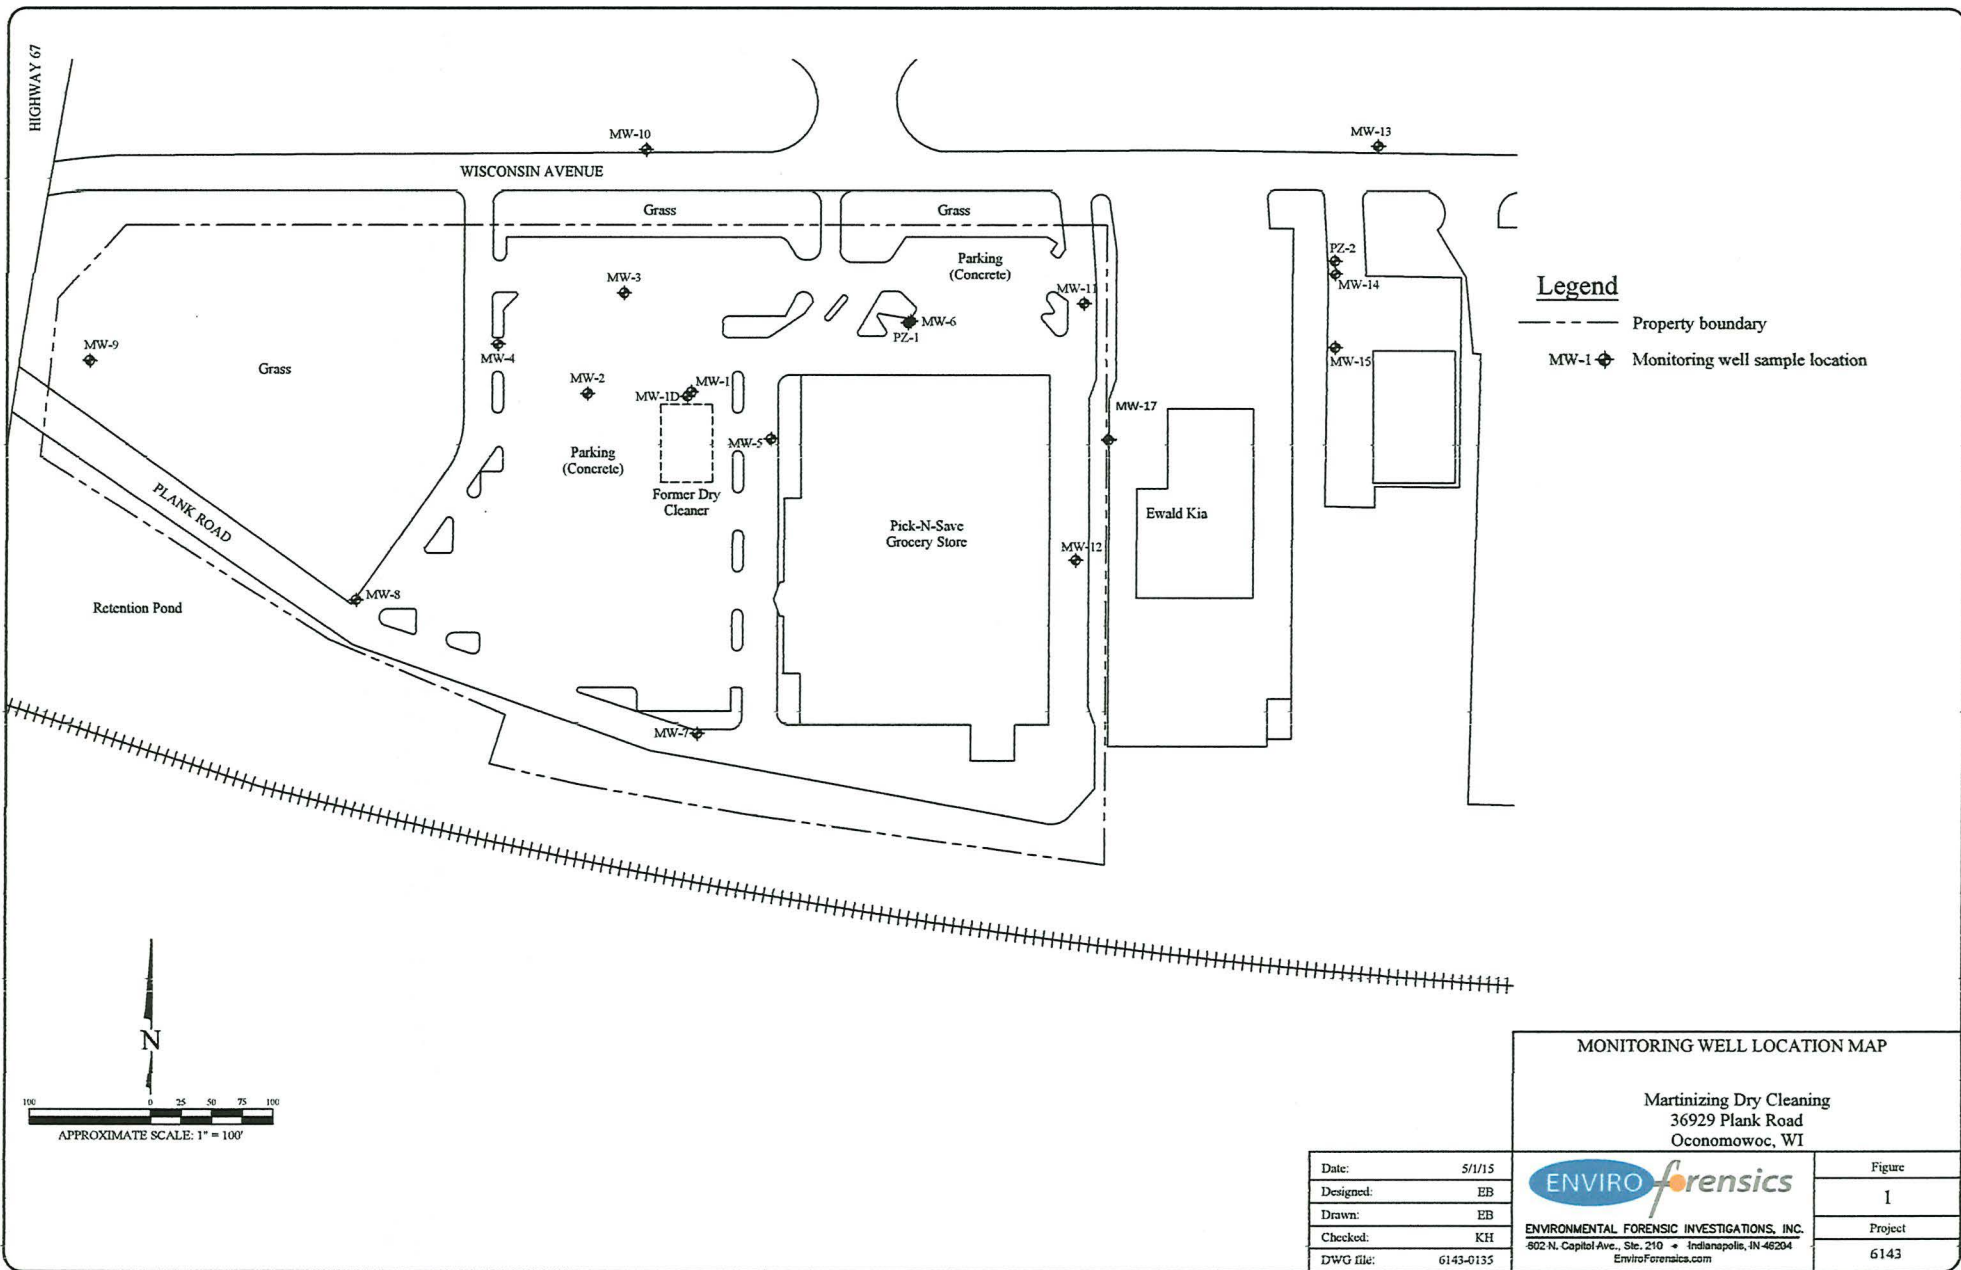 HIGHWAY 67
MW-10
MW-13
WISCONSIN AVENUE
Grass
Grass
Parking
(Concrete)
PZ-2
MW-14
MW-3
MW-11
MW-6
PZ-1
MW-9
MW-4
MW-15
Grass
MW-2
MW-1
MW-1D
MW-17
MW-5
Parking
(Concrete)
Former Dry
Cleaner
PLANK ROAD
Pick-N-Save
Grocery Store
Ewald Kia
MW-12
MW-8
Retention Pond
MW-7
Legend
Property boundary
MW-1 Monitoring well sample location
N
100 0 25 50 75 100
APPROXIMATE SCALE: 1" = 100'
MONITORING WELL LOCATION MAP
Martinizing Dry Cleaning
36929 Plank Road
Oconomowoc, WI
Date: 5/1/15
Designed: EB
Drawn: EB
Checked: KH
DWG file: 6143-0135
ENVIRO forensics
ENVIRONMENTAL FORENSIC INVESTIGATIONS, INC.
602 N. Capitol Ave., Ste. 210 • Indianapolis, IN 46204
EnviroForensics.com
Figure
1
Project
6143